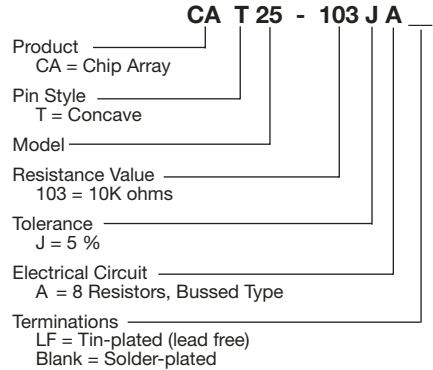 CA T 25 - 103 J A __
Product
CA = Chip Array
Pin Style
T = Concave
Model
Resistance Value
103 = 10K ohms
Tolerance
J = 5 %
Electrical Circuit
A = 8 Resistors, Bussed Type
Terminations
LF = Tin-plated (lead free)
Blank = Solder-plated